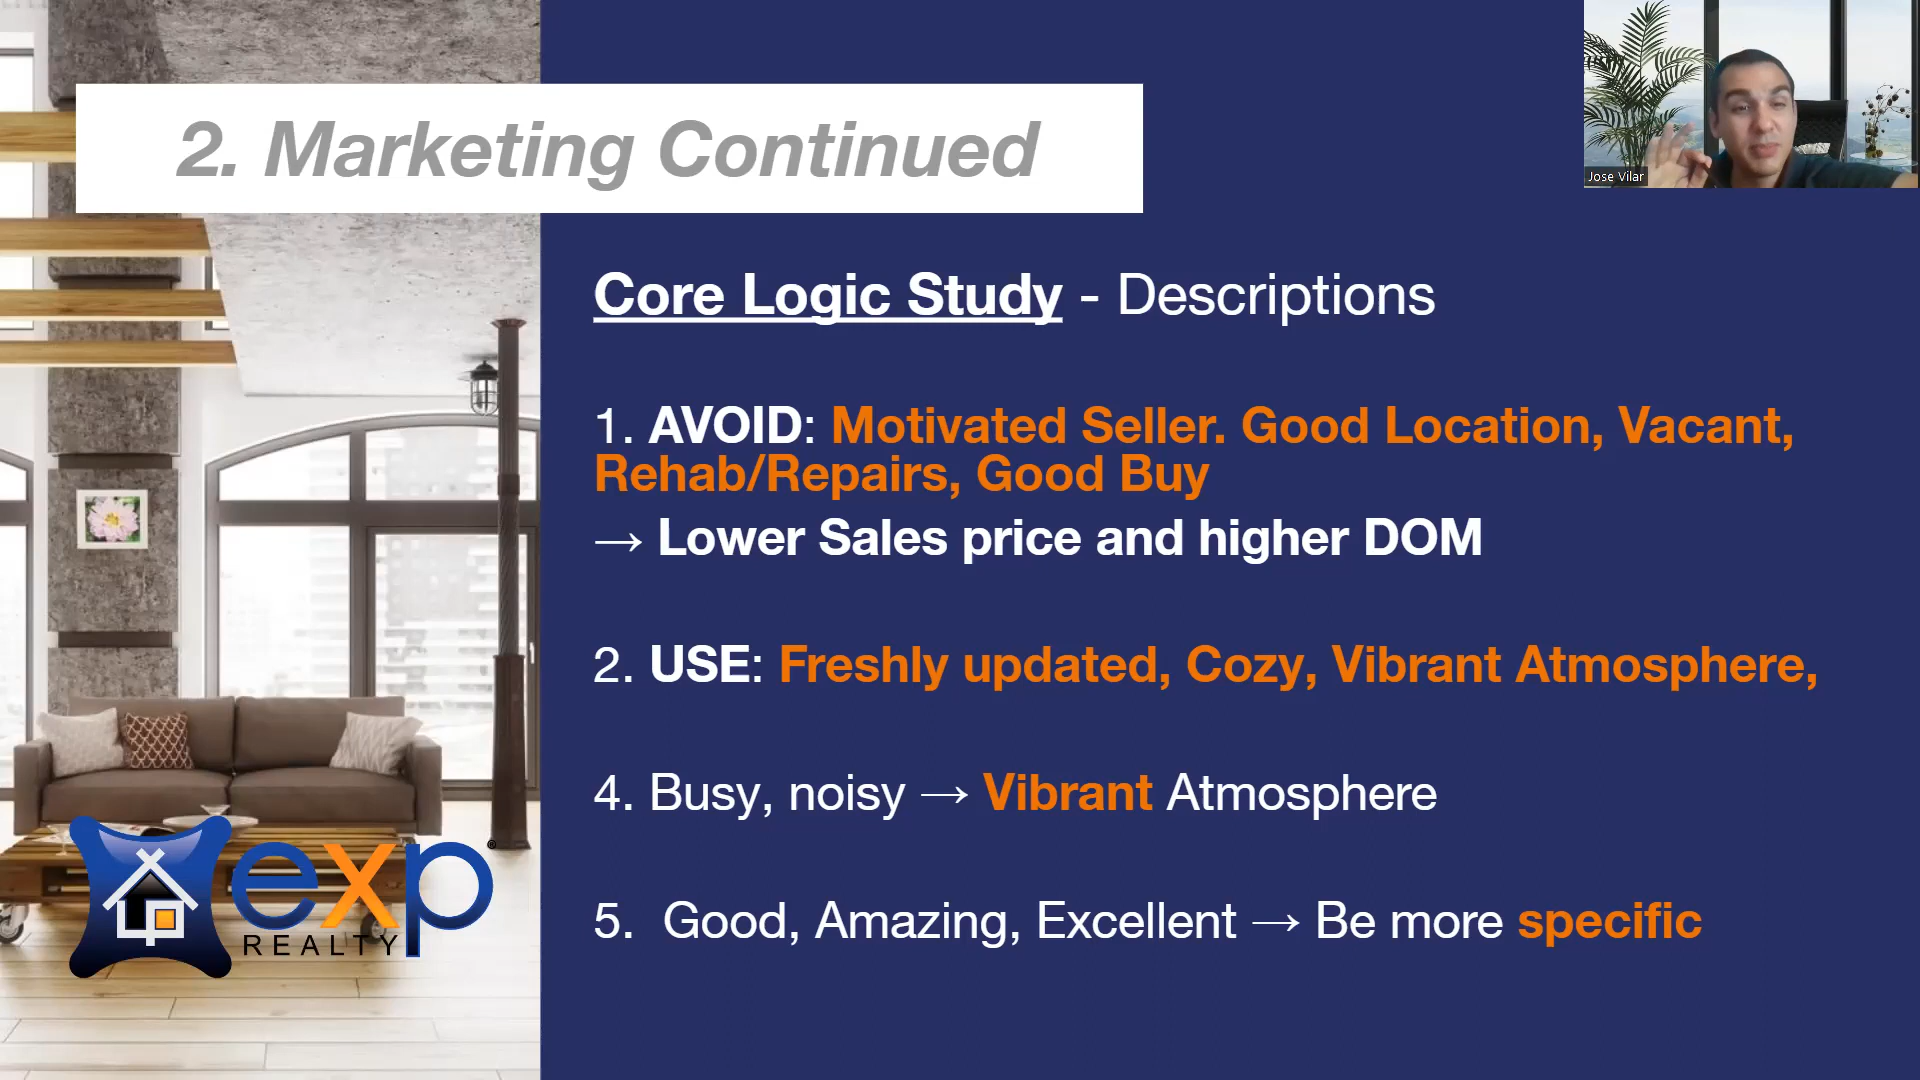 2. Marketing Continued
Jose Vilar
Core Logic Study - Descriptions
1. AVOID: Motivated Seller. Good Location, Vacant,
Rehab/Repairs, Good Buy
→ Lower Sales price and higher DOM
2. USE: Freshly updated, Cozy, Vibrant Atmosphere,
4. Busy, noisy → Vibrant Atmosphere
5. Good, Amazing, Excellent → Be more specific
exp®
REALTY